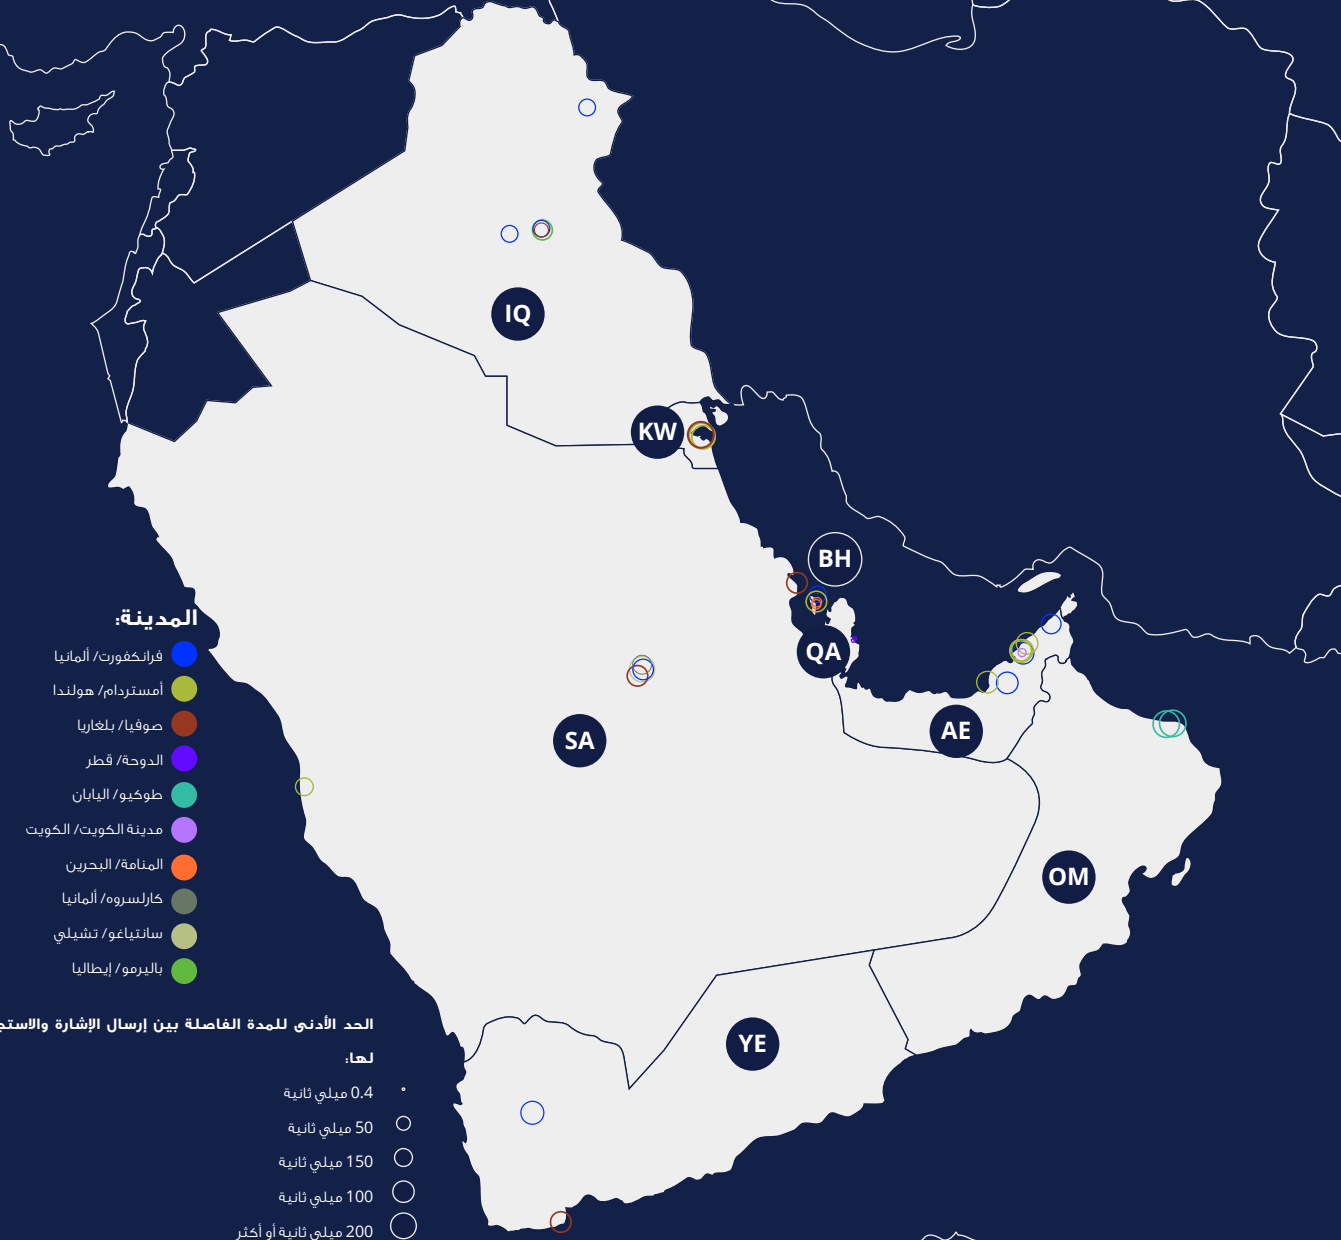 IQ
KW
BH
QA
SA
AE
OM
YE
المدينة:
فرانكفورت/ ألمانيا
أمستردام/ هولندا
صوفيا/ بلغاريا
الدوحة/ قطر
طوكيو/ اليابان
مدينة الكويت/ الكويت
المنامة/ البحرين
كارلسروه/ ألمانيا
سانتياغو/ تشيلي
باليرمو/ إيطاليا
الحد الأدنى للمدة الفاصلة بين إرسال الإشارة
لها:
0.4 ميلي ثانية
50 ميلي ثانية
150 ميلي ثانية
100 ميلي ثانية
200 ميلي ثانية أو أكثر